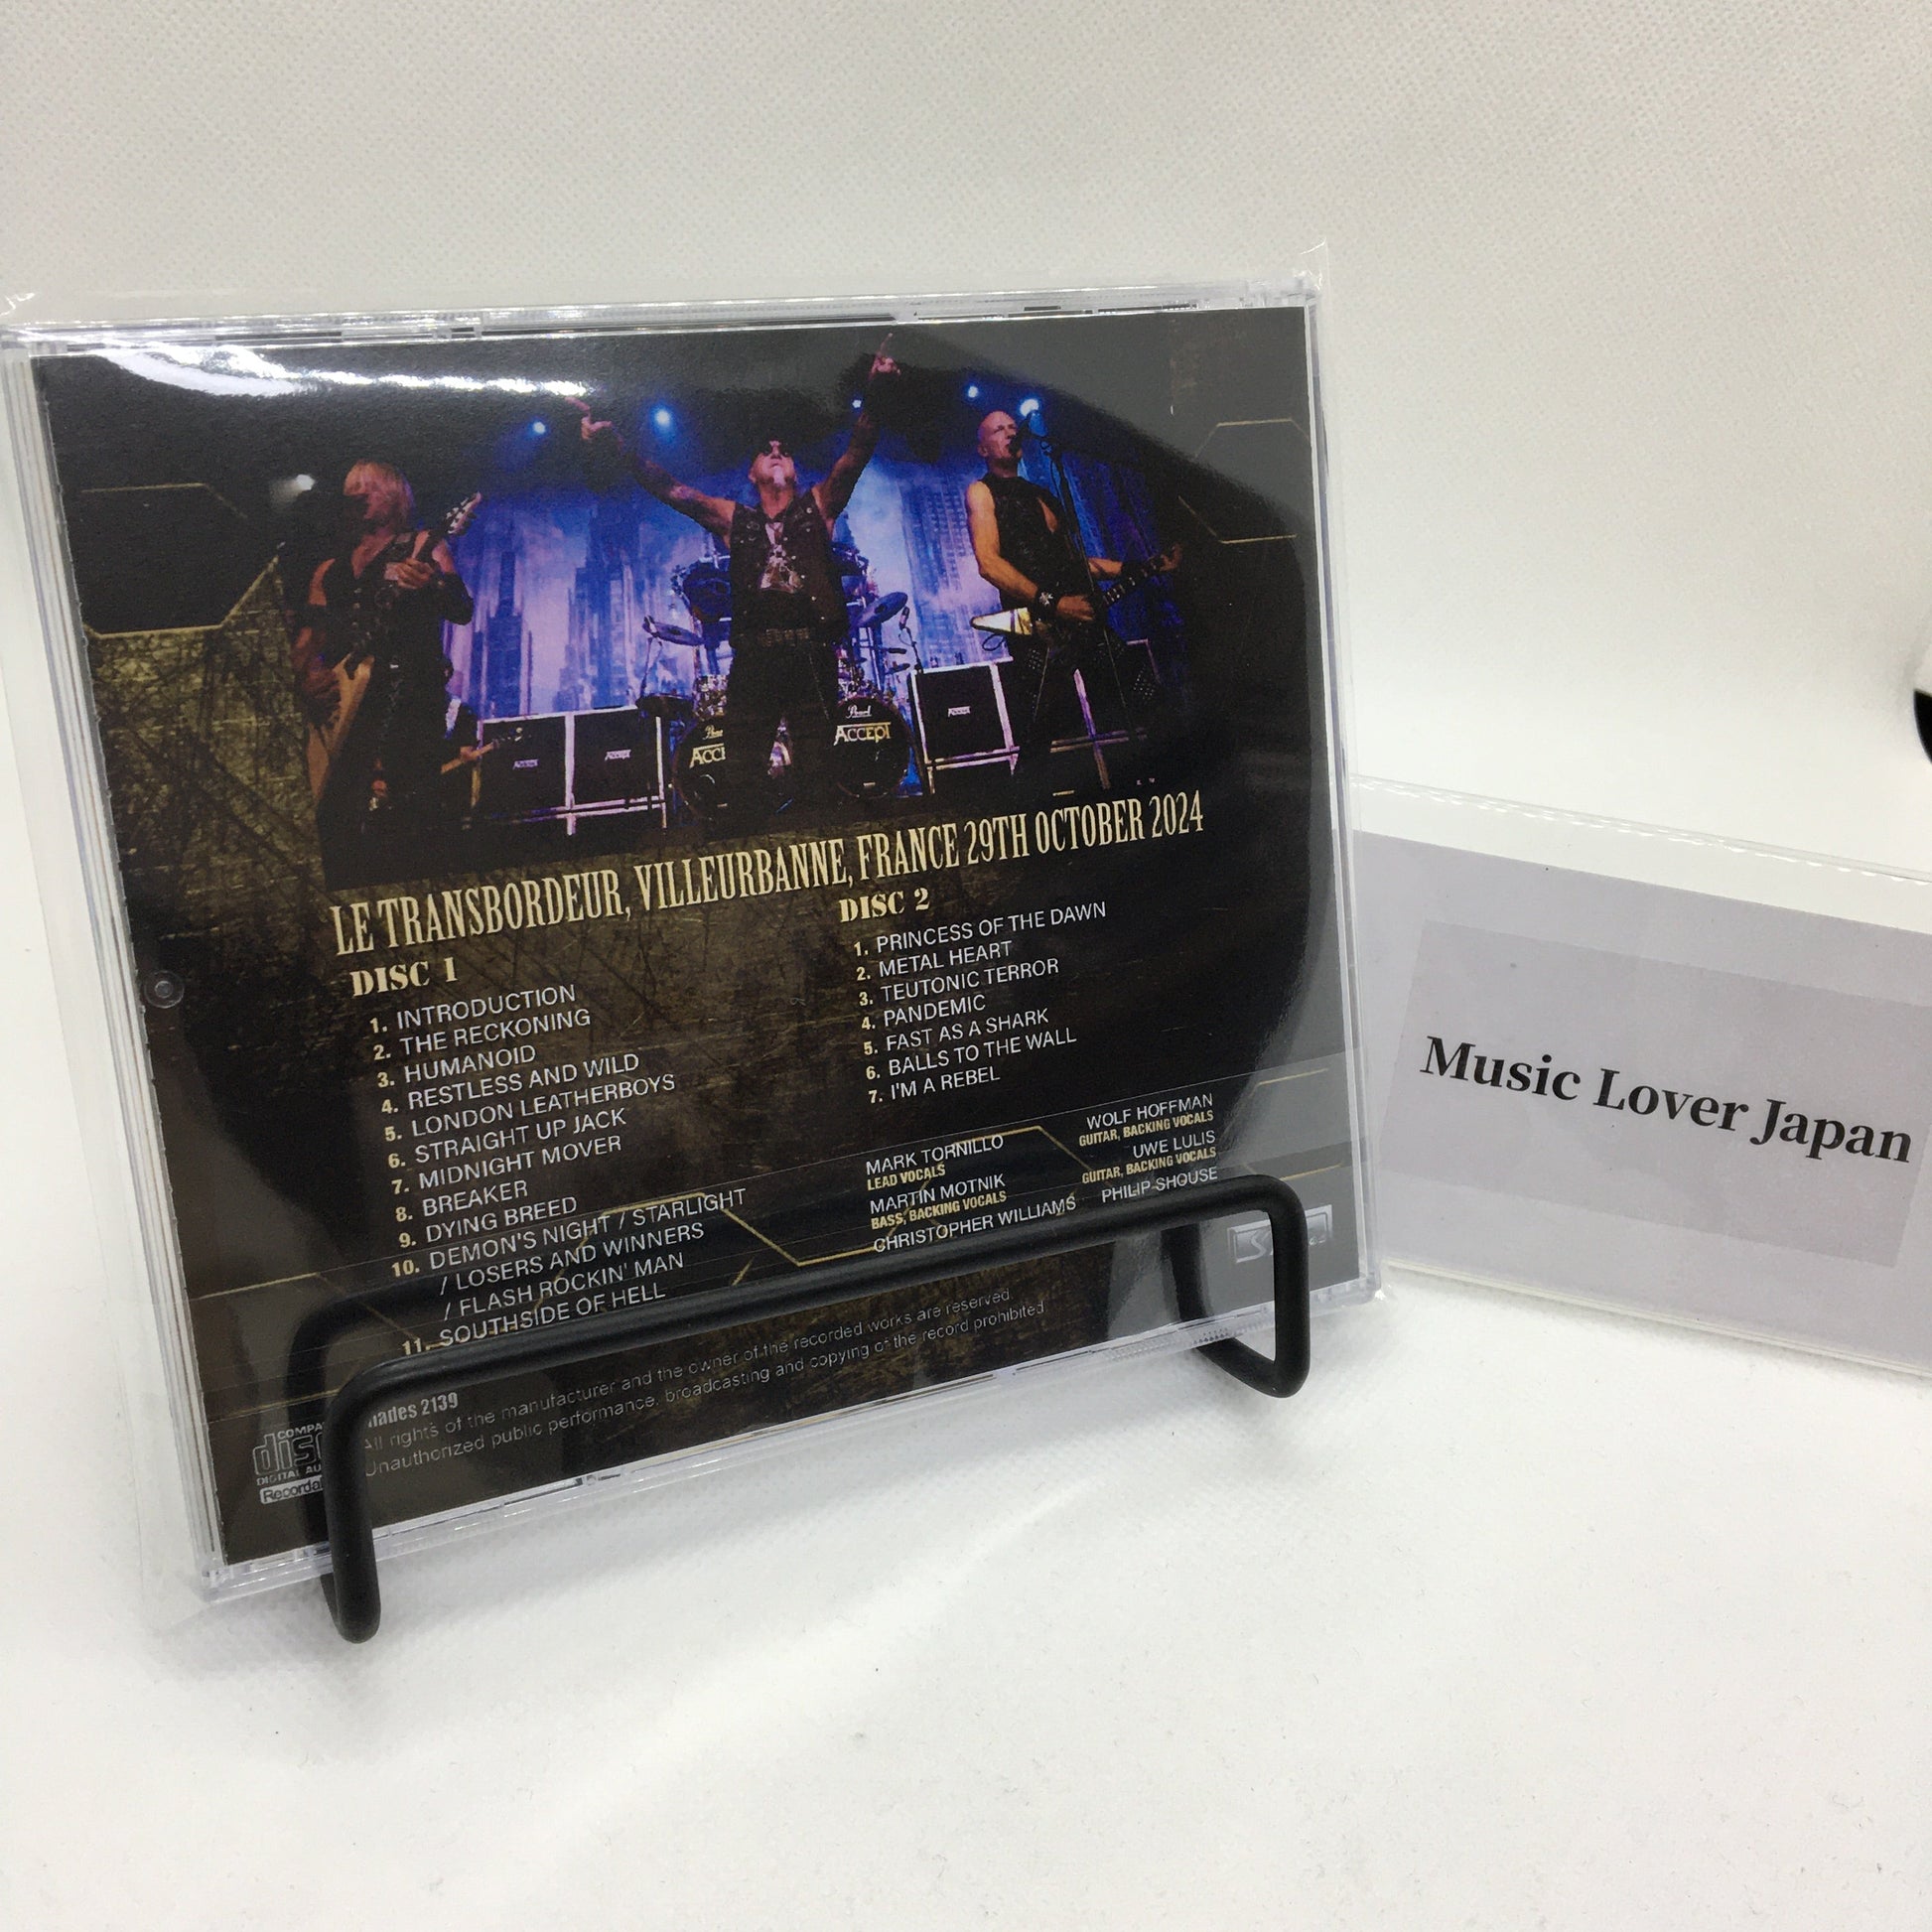 Pearl
ACCEPT
ACCEPT
ACCEPT
ACCEPT
LE TRANSBORDEUR, VILLEURBANNE, FRANCE 29TH OCTOBER 2024
DISC 1
1. INTRODUCTION
2. THE RECKONING
3. HUMANOID
4. RESTLESS AND WILD
5. LONDON LEATHERBOYS
6. STRAIGHT UP JACK
7. MIDNIGHT MOVER
8. BREAKER
9. DYING BREED
10. DEMON'S NIGHT / STARLIGHT
/ LOSERS AND WINNERS
/ FLASH ROCKIN' MAN
11. SOUTHSIDE OF HELL
DISC 2
1. PRINCESS OF THE DAWN
2. METAL HEART
3. TEUTONIC TERROR
4. PANDEMIC
5. FAST AS A SHARK
6. BALLS TO THE WALL
7. I'M A REBEL
MARK TORNILLO
LEAD VOCALS
MARTIN MOTNIK
BASS, BACKING VOCALS
CHRISTOPHER WILLIAMS
WOLF HOFFMAN
GUITAR, BACKING VOCALS
UWE LULIS
GUITAR, BACKING VOCALS
PHILIP SHOUSE
2139
All rights of the manufacturer and the owner of the recorded works are reserved.
Unauthorized public performance, broadcasting and copying of the record prohibited
DIGITAL
Music Lover Japan